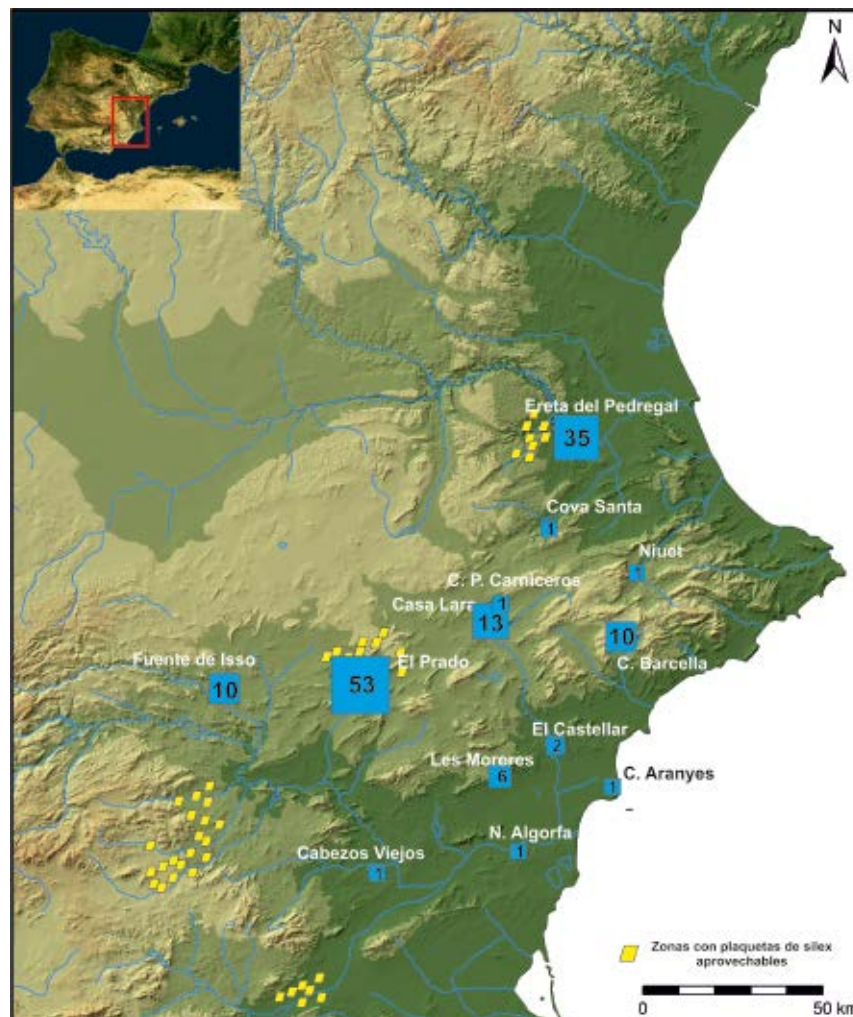 N
Ereta del Pedregal
35
Cova Santa
1
Niuet
1
C. P. Carniceros
1
Casa Lara
13
10
C. Barcella
Fuente de Isso
10
El Prado
53
El Castellar
2
Les Moreres
6
C. Aranyes
1
N. Algorfa
1
Cabezos Viejos
1
Zonas con plaquetas de sílex
aprovechables
0 50 km